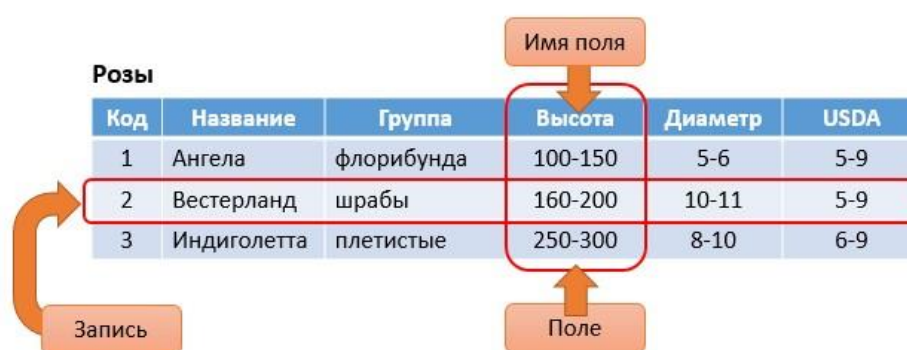 Имя поля
Розы
Код Название Группа Высота Диаметр USDA
1 Ангела флорибунда 100-150 5-6 5-9
2 Вестерланд шрабы 160-200 10-11 5-9
3 Индиголетта плетистые 250-300 8-10 6-9
Запись Поле